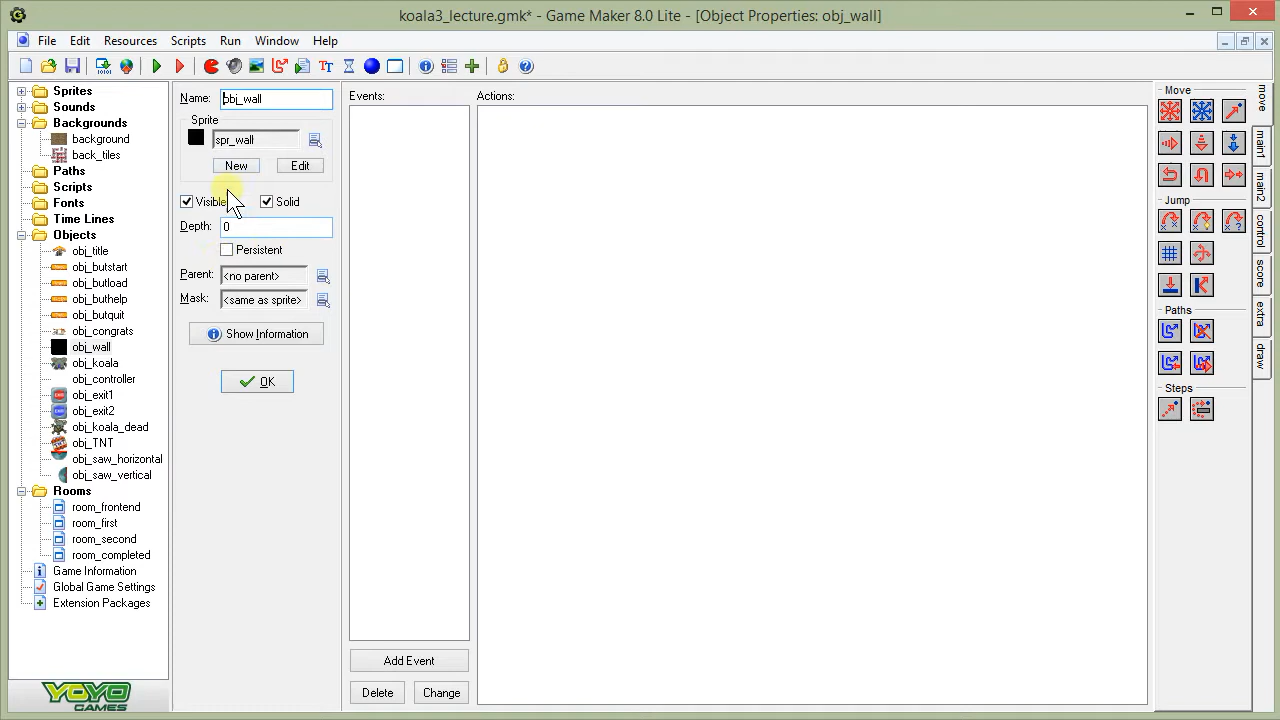 koala3_lecture.gmk* - Game Maker 8.0 Lite - [Object Properties: obj_wall]
File Edit Resources Scripts Run Window Help
Sprites
Sounds
Backgrounds
background
back_tiles
Paths
Scripts
Fonts
Time Lines
Objects
obj_title
obj_butstart
obj_butload
obj_buthelp
obj_butquit
obj_congrats
obj_wall
obj_koala
obj_controller
obj_exit1
obj_exit2
obj_koala_dead
obj_TNT
obj_saw_horizontal
obj_saw_vertical
Rooms
room_frontend
room_first
room_second
room_completed
Game Information
Global Game Settings
Extension Packages
YOYO
GAMES
Name: obj_wall
Sprite
spr_wall
New Edit
Visible Solid
Depth: 0
Persistent
Parent: <no parent>
Mask: <same as sprite>
Show Information
OK
Events:
Add Event
Delete Change
Actions:
Move
Jump
Paths
Steps
move
main1
main2
control
score
extra
draw